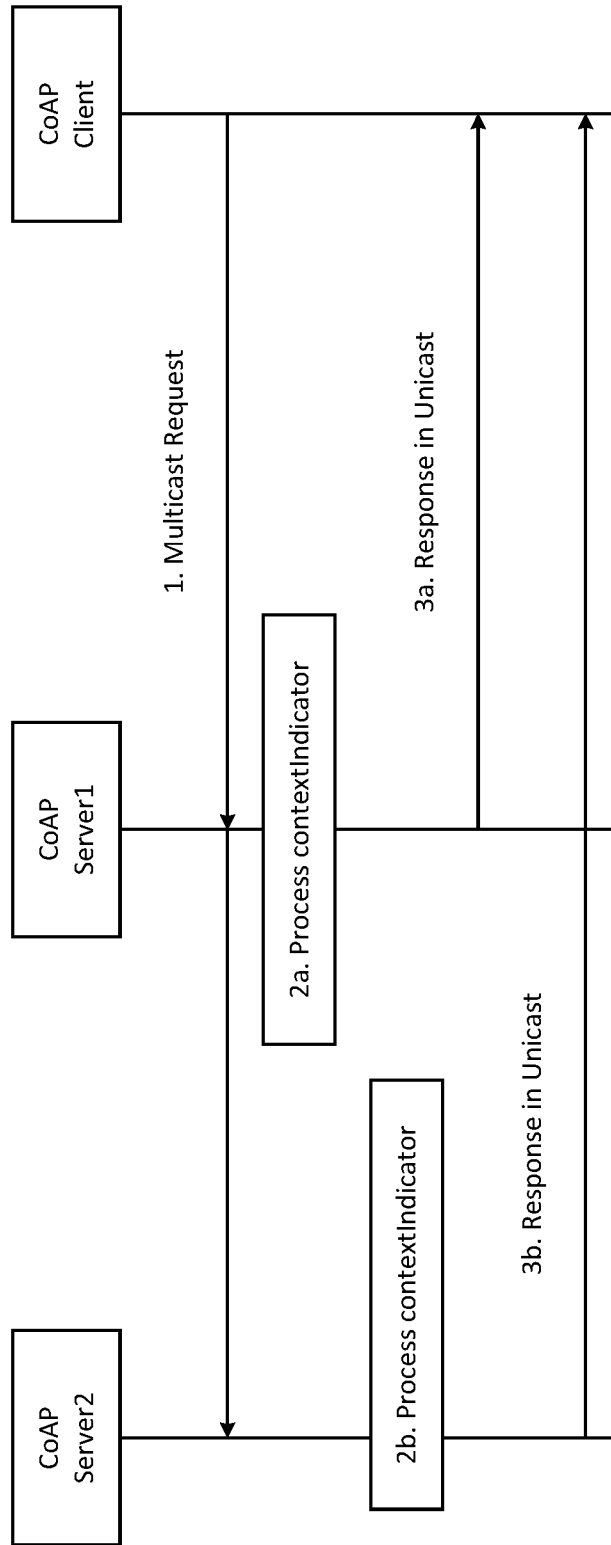 CoAP
Server2
CoAP
Server1
CoAP
Client
1. Multicast Request
2a. Process contextIndicator
2b. Process contextIndicator
3a. Response in Unicast
3b. Response in Unicast